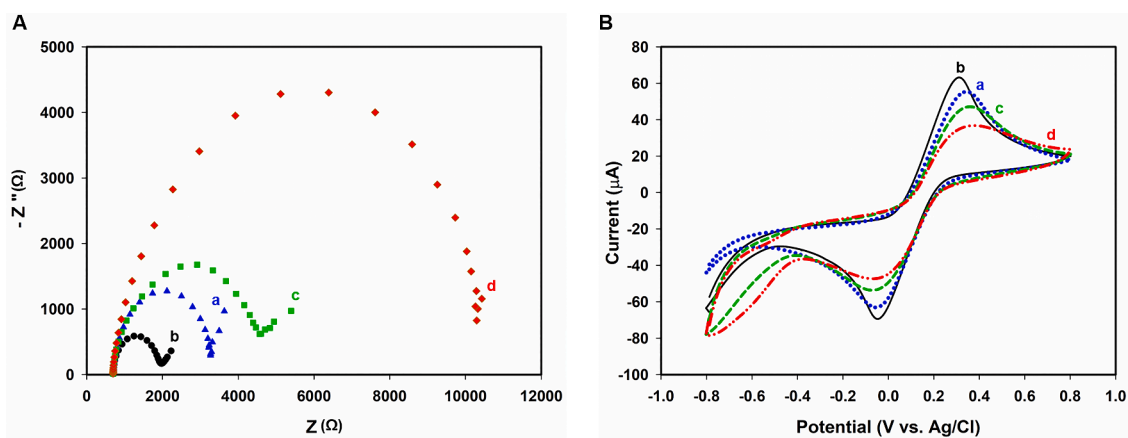 A
5000
4000
3000
2000
1000
0
- Z "(Ω)
0 2000 4000 6000 8000 10000 12000
Z (Ω)
a
b
c
d
B
80
60
40
20
0
-20
-40
-60
-80
-100
Current (μA)
-1.0 -0.8 -0.6 -0.4 -0.2 0.0 0.2 0.4 0.6 0.8 1.0
Potential (V vs. Ag/Cl)
b
a
c
d